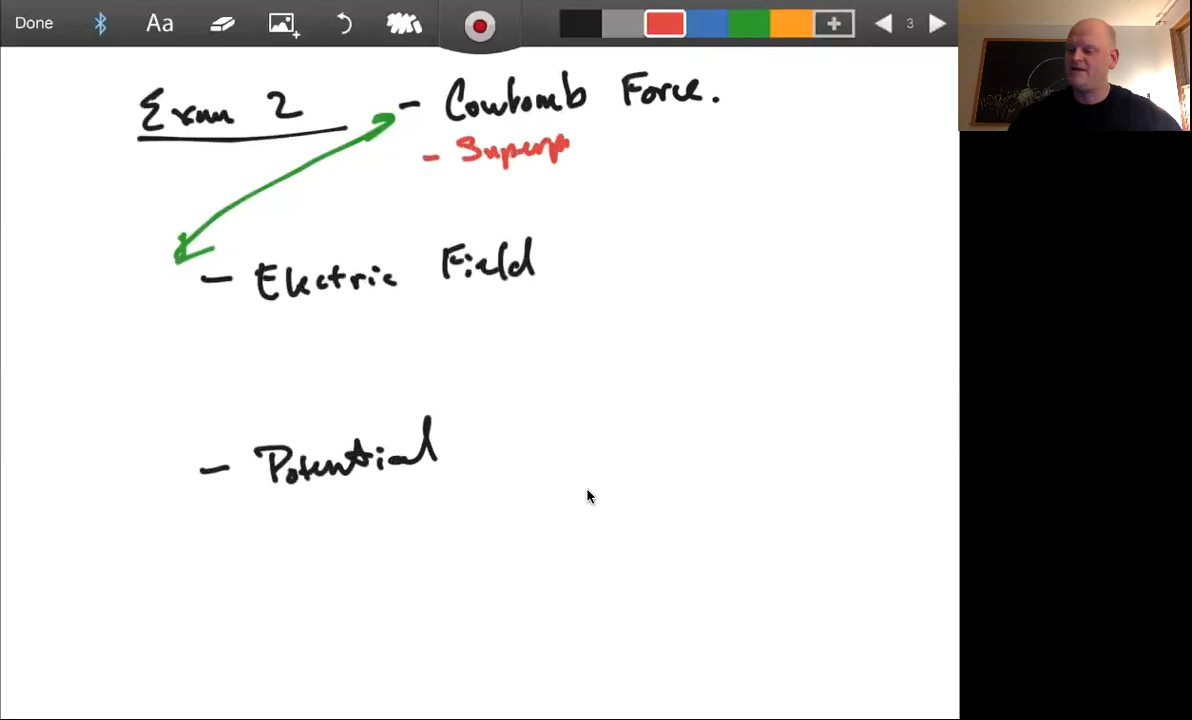 Done Aa 3
Exam 2 - Coulomb Force.
- Superp
- Electric Field
- Potential